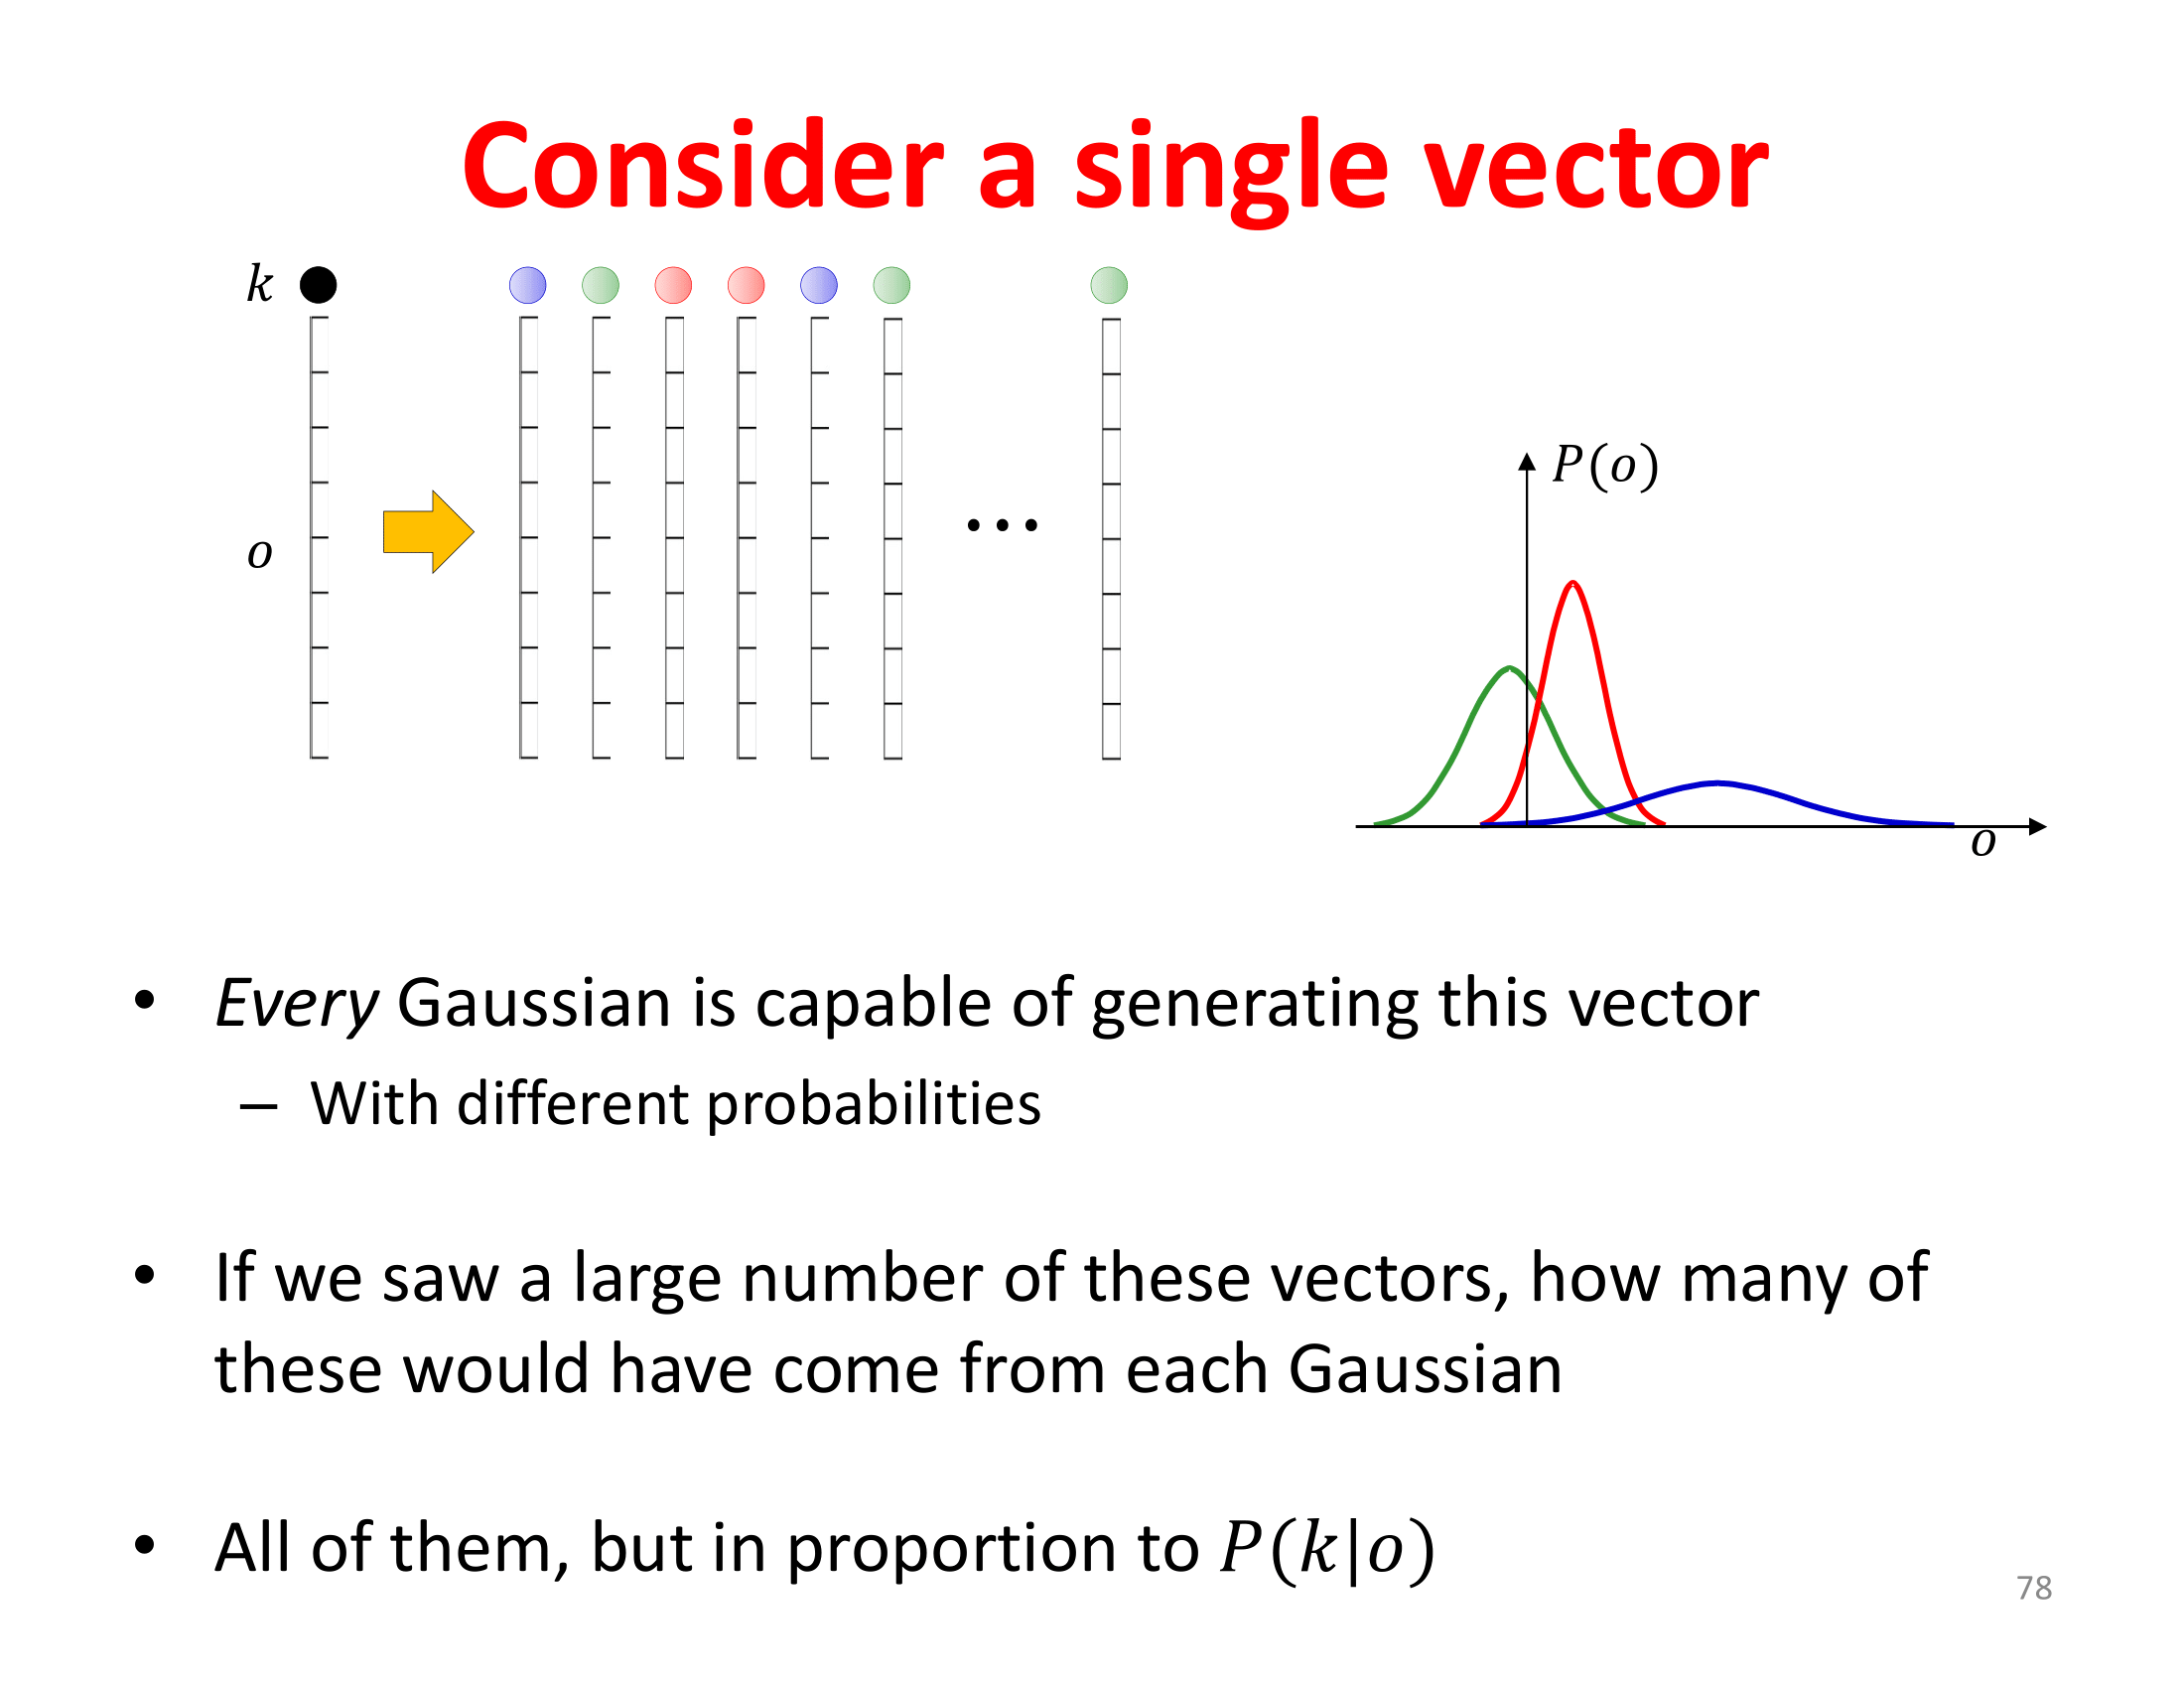 Consider a single vector
k
o
...
P(o)
o
• Every Gaussian is capable of generating this vector
– With different probabilities
• If we saw a large number of these vectors, how many of
these would have come from each Gaussian
• All of them, but in proportion to P(k|o)
78